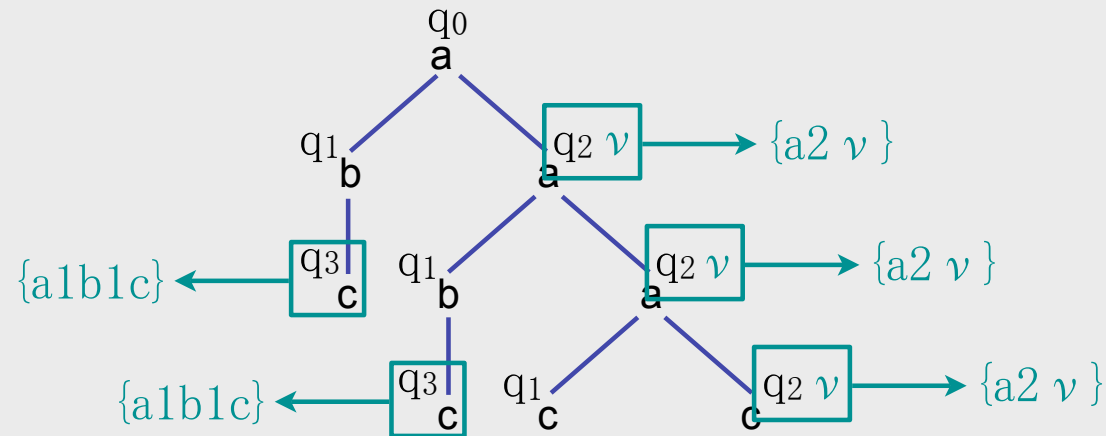 q0
a
q1
b
q2 ν
a
{a2 ν }
q3
c
{a1b1c}
q1
b
q2 ν
a
{a2 ν }
q3
c
{a1b1c}
q1
c
q2 ν
c
{a2 ν }